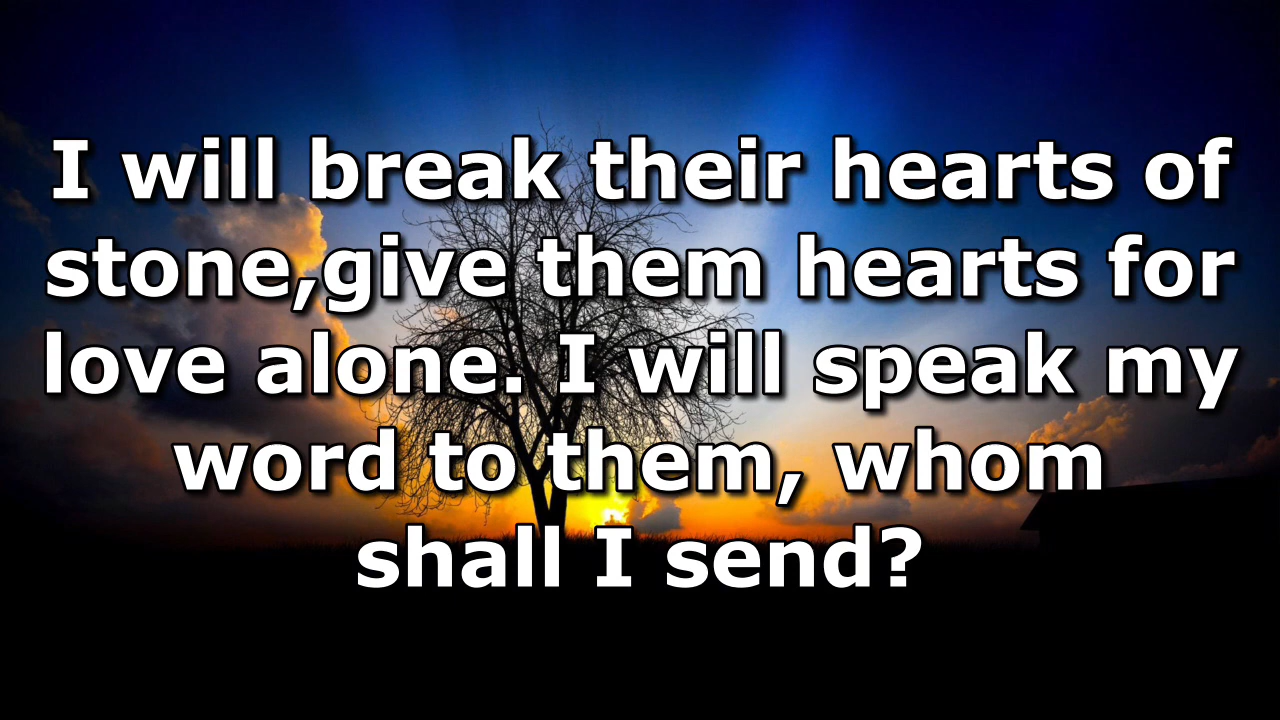 I will break their hearts of
stone,give them hearts for
love alone. I will speak my
word to them, whom
shall I send?